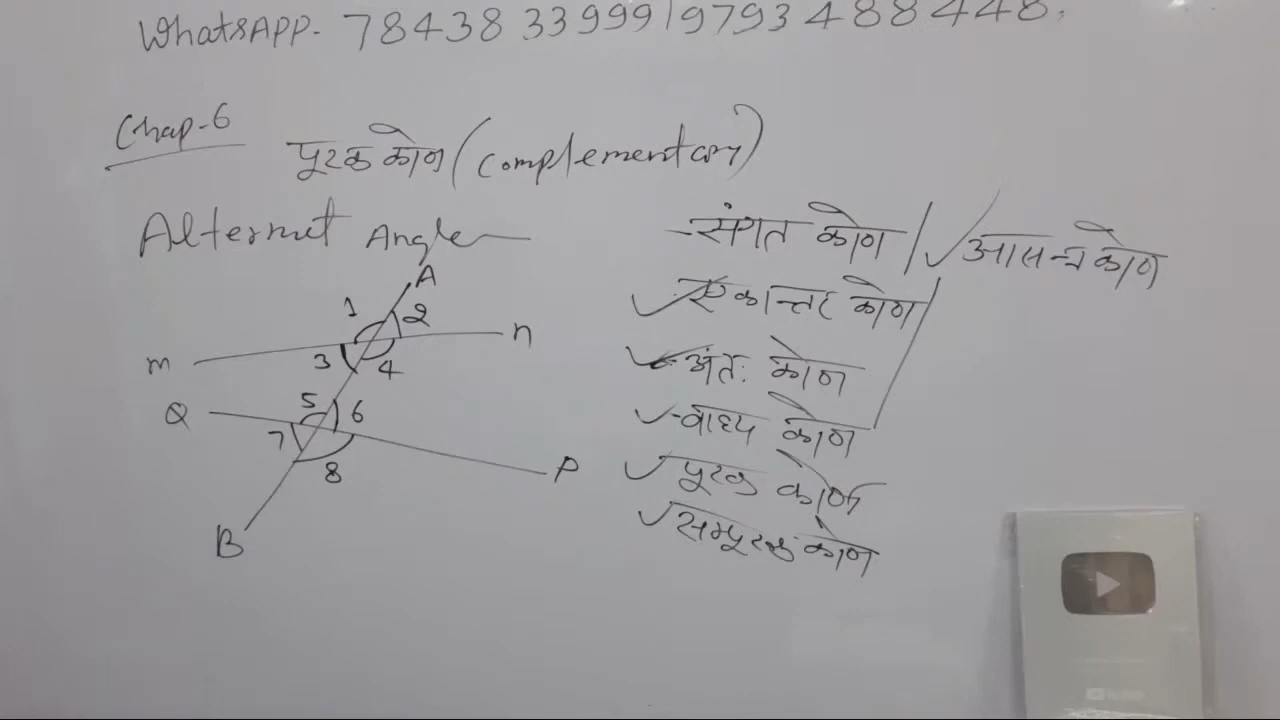 WhatsAPP. 7843833999 / 9793488448.
Chap-6
पूरक कोण (complementary)
Alternet Angle
-संगत कोण / आसन्न कोण
एकान्तर कोण
अंतः कोण
-वाध्य कोण
पूरक कोण
सम्पूरक कोण
A
1 2
m n
3 4
Q 5 6
7 8 P
B